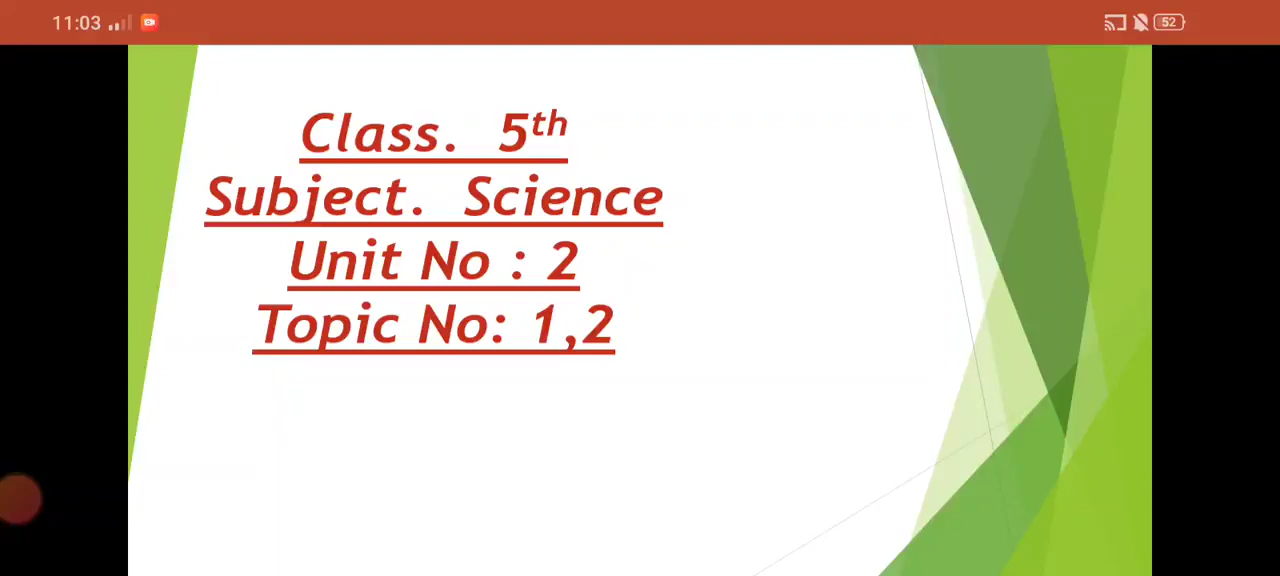 11:03
52
Class. 5th
Subject. Science
Unit No : 2
Topic No: 1,2